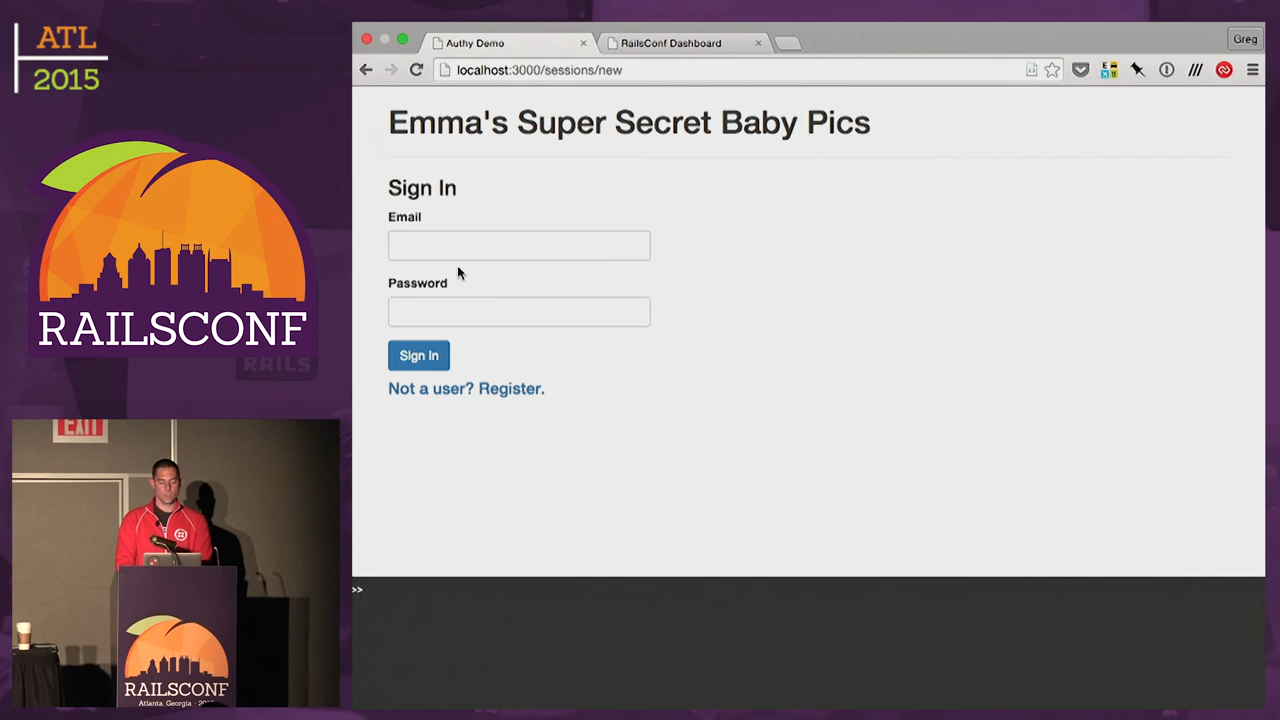 ATL
2015
RAILSCONF
RAILS
EXIT
RAILSCONF
Atlanta, Georgia
Authy Demo
RailsConf Dashboard
Greg
localhost:3000/sessions/new
Emma's Super Secret Baby Pics
Sign In
Email
Password
Sign In
Not a user? Register.
>>